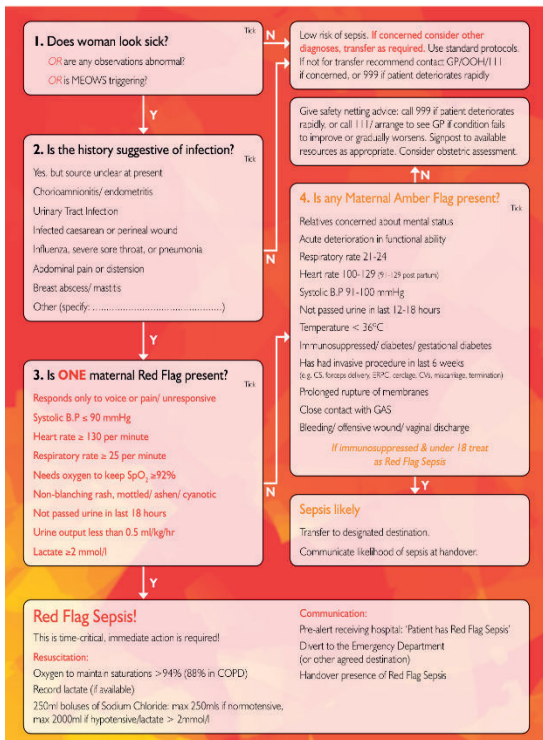 Tick
1. Does woman look sick?
OR are any observations abnormal?
OR is MEOWS triggering?
N
Low risk of sepsis. If concerned consider other
diagnoses, transfer as required. Use standard protocols.
If not for transfer recommend contact GP/OOH/111
if concerned, or 999 if patient deteriorates rapidly
Y
2. Is the history suggestive of infection?
Tick
Yes, but source unclear at present
Chorioamnionitis/ endometritis
Urinary Tract Infection
Infected caesarean or perineal wound
Influenza, severe sore throat, or pneumonia
Abdominal pain or distension
Breast abscess/ mastitis
Other (specify: ................................................)
N
Give safety netting advice: call 999 if patient deteriorates
rapidly, or call 111/ arrange to see GP if condition fails
to improve or gradually worsens. Signpost to available
resources as appropriate. Consider obstetric assessment.
N
Y
3. Is ONE maternal Red Flag present?
Tick
Responds only to voice or pain/ unresponsive
Systolic B.P ≤ 90 mmHg
Heart rate ≥ 130 per minute
Respiratory rate ≥ 25 per minute
Needs oxygen to keep SpO2 ≥92%
Non-blanching rash, mottled/ ashen/ cyanotic
Not passed urine in last 18 hours
Urine output less than 0.5 ml/kg/hr
Lactate ≥2 mmol/l
N
4. Is any Maternal Amber Flag present?
Tick
Relatives concerned about mental status
Acute deterioration in functional ability
Respiratory rate 21-24
Heart rate 100-129 (91-129 post partum)
Systolic B.P 91-100 mmHg
Not passed urine in last 12-18 hours
Temperature < 36°C
Immunosuppressed/ diabetes/ gestational diabetes
Has had invasive procedure in last 6 weeks
(e.g. CS, forceps delivery, ERPC, cerclage, CVs, miscarriage, termination)
Prolonged rupture of membranes
Close contact with GAS
Bleeding/ offensive wound/ vaginal discharge
If immunosuppressed & under 18 treat
as Red Flag Sepsis
Y
Sepsis likely
Transfer to designated destination.
Communicate likelihood of sepsis at handover.
Y
Red Flag Sepsis!
This is time-critical, immediate action is required!
Resuscitation:
Oxygen to maintain saturations >94% (88% in COPD)
Record lactate (if available)
250ml boluses of Sodium Chloride: max 250mls if normotensive,
max 2000ml if hypotensive/lactate > 2mmol/l
Communication:
Pre-alert receiving hospital: 'Patient has Red Flag Sepsis'
Divert to the Emergency Department
(or other agreed destination)
Handover presence of Red Flag Sepsis